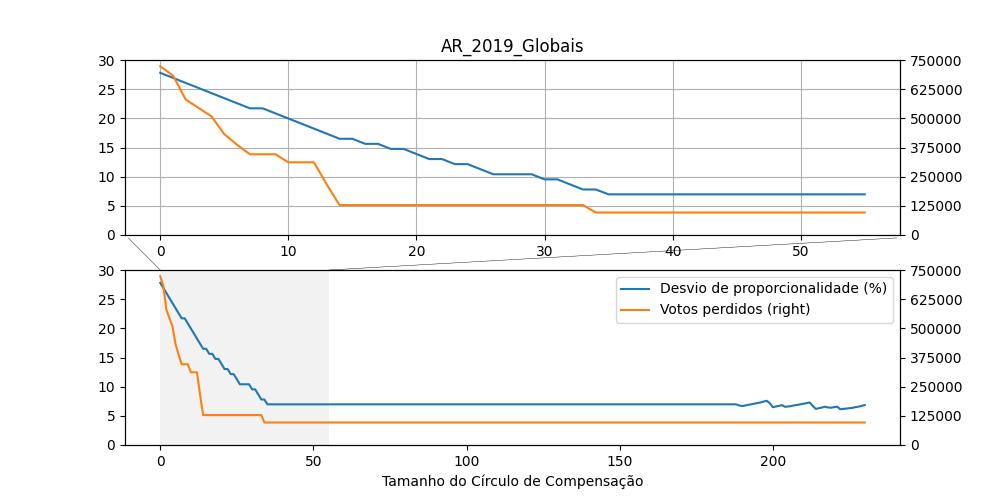 AR_2019_Globais
30 750000
25 625000
20 500000
15 375000
10 250000
5 125000
0 0
0 10 20 30 40 50
30 750000
25 625000
20 500000
15 375000
10 250000
5 125000
0 0
Desvio de proporcionalidade (%)
Votos perdidos (right)
0 50 100 150 200
Tamanho do Círculo de Compensação